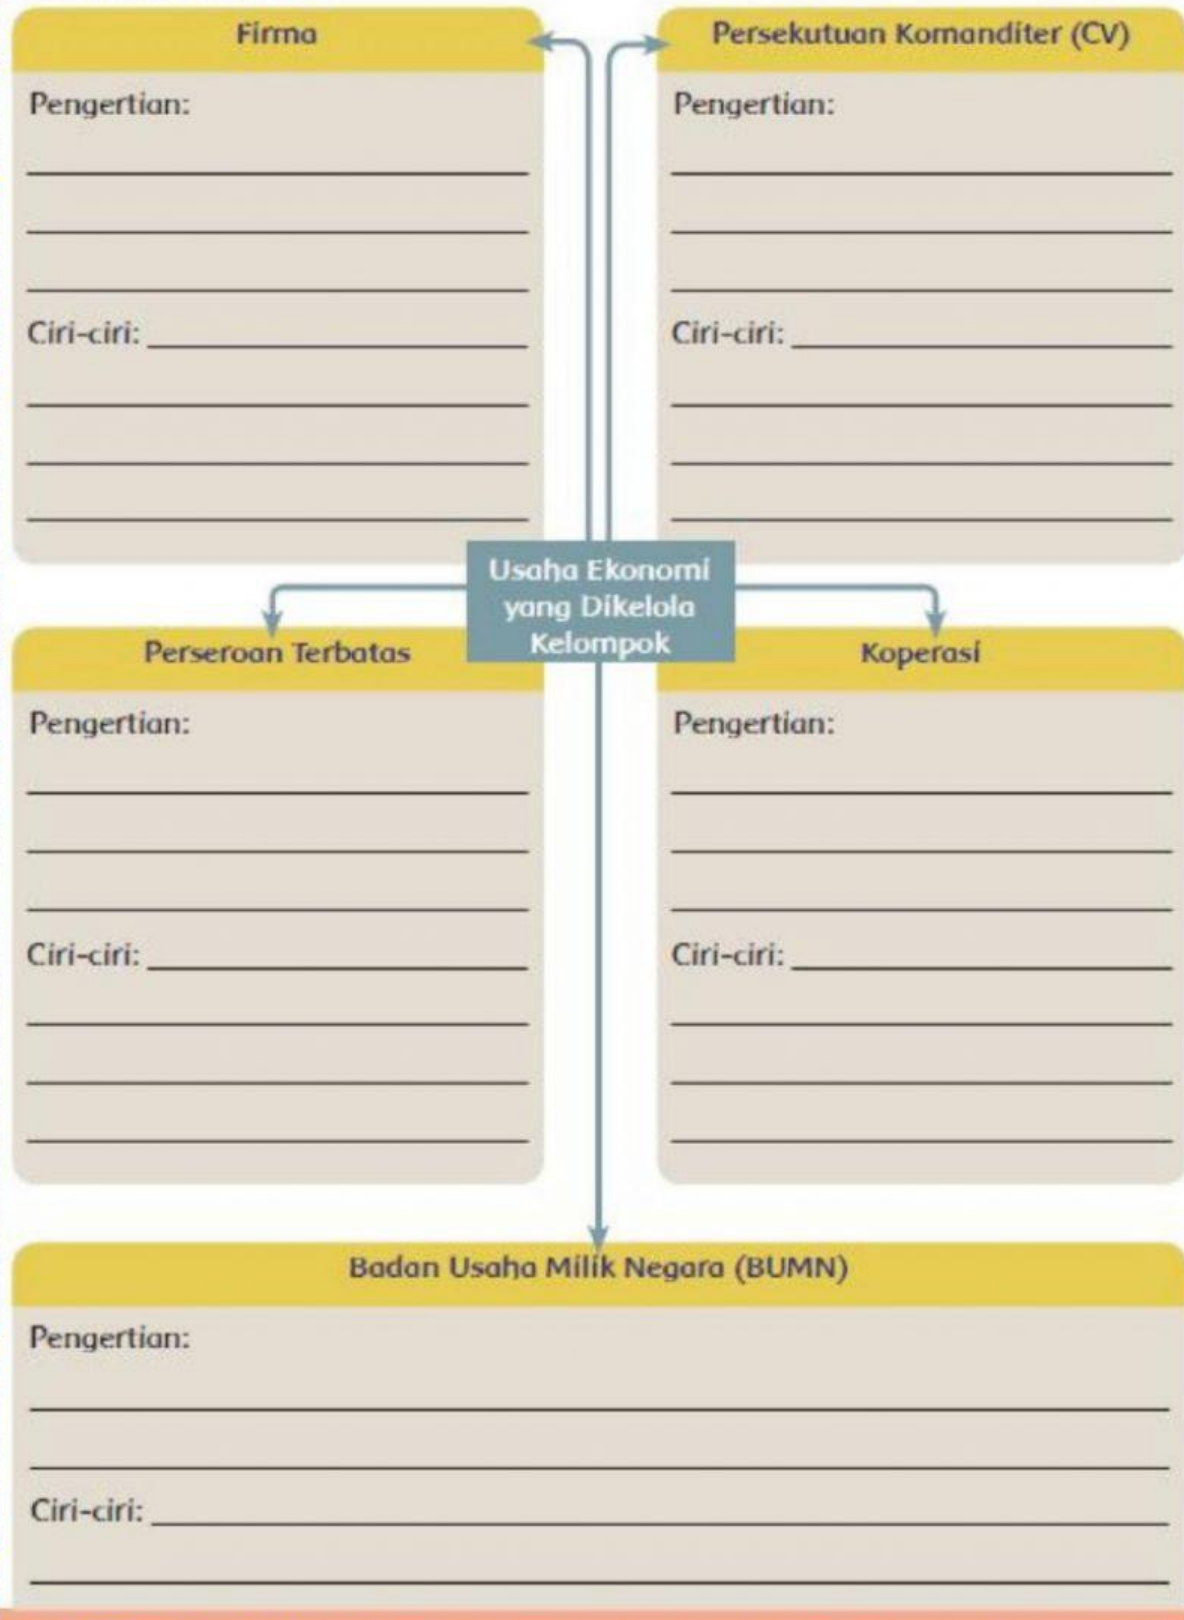 Firma
Pengertian:
Ciri-ciri:
Persekutuan Komanditer (CV)
Pengertian:
Ciri-ciri:
Usaha Ekonomi
yang Dikelola
Kelompok
Perseroan Terbatas
Pengertian:
Ciri-ciri:
Koperasi
Pengertian:
Ciri-ciri:
Badan Usaha Milik Negara (BUMN)
Pengertian:
Ciri-ciri: